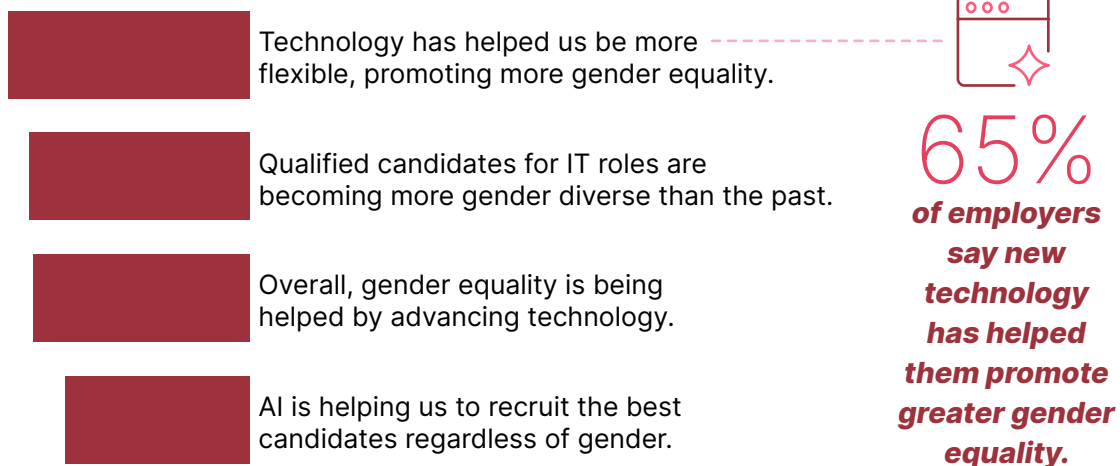 Technology has helped us be more
flexible, promoting more gender equality.
Qualified candidates for IT roles are
becoming more gender diverse than the past.
Overall, gender equality is being
helped by advancing technology.
AI is helping us to recruit the best
candidates regardless of gender.
65%
of employers
say new
technology
has helped
them promote
greater gender
equality.